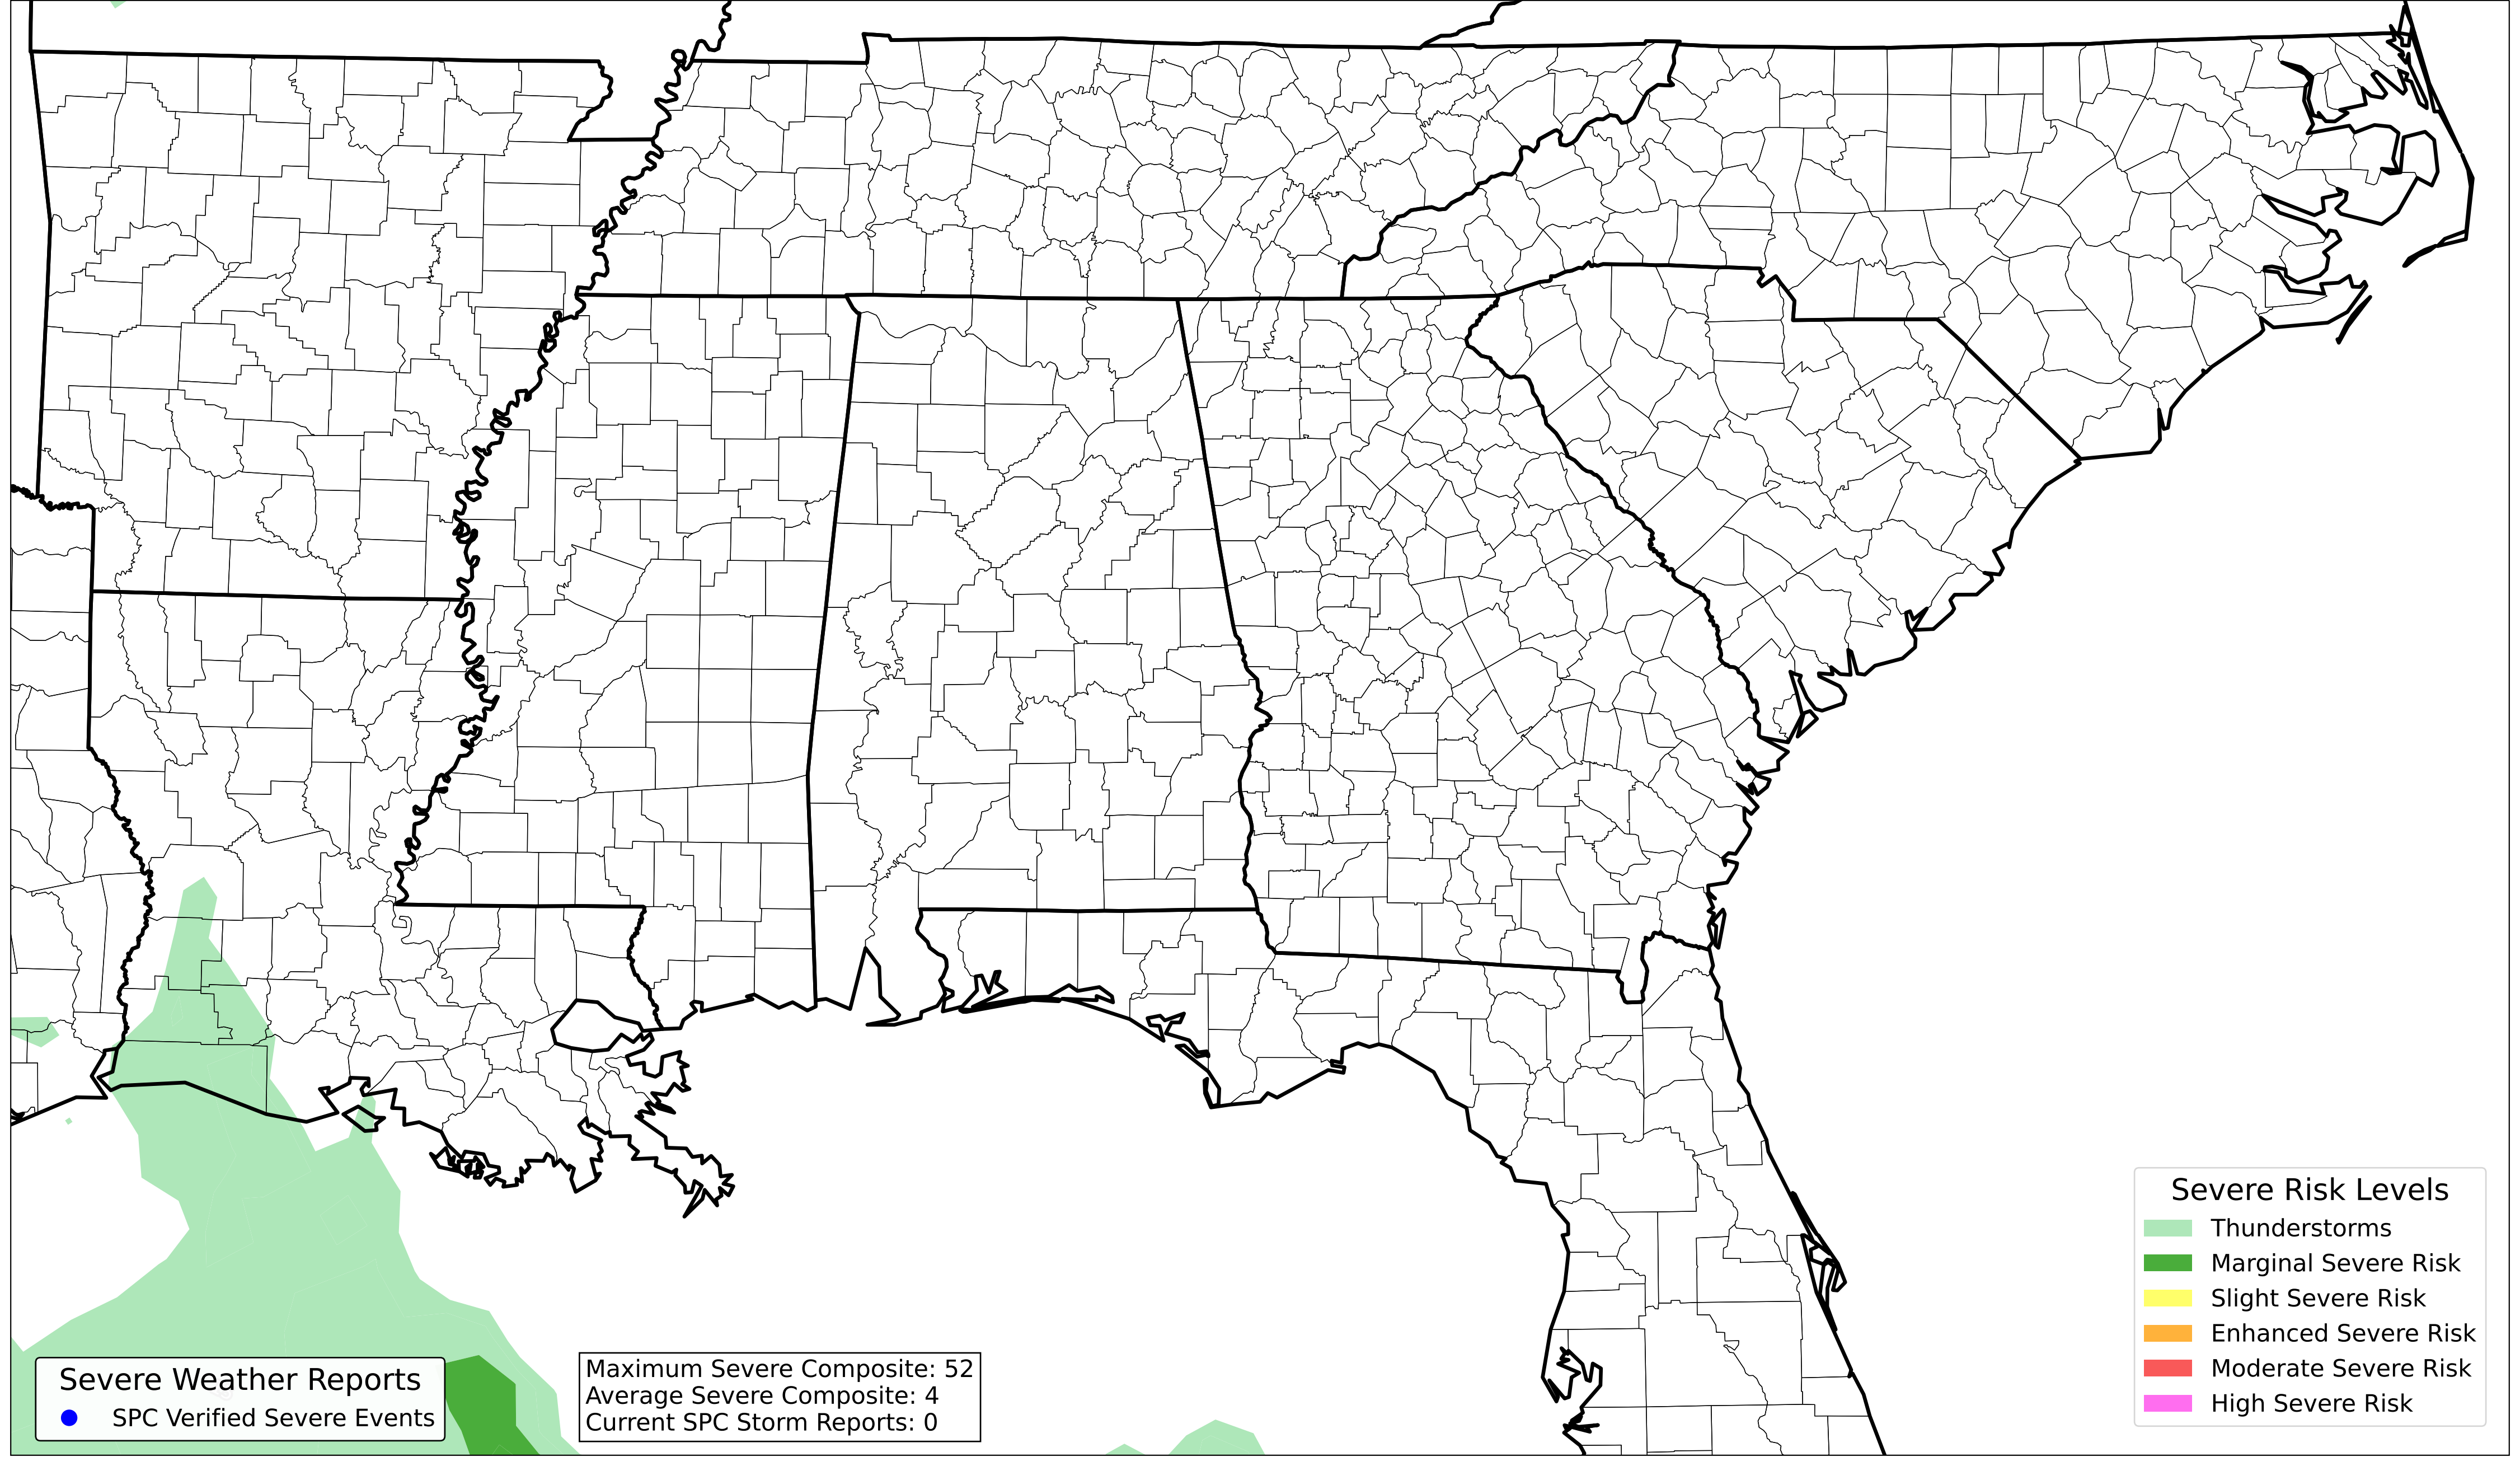 Severe Weather Reports
SPC Verified Severe Events
Maximum Severe Composite: 52
Average Severe Composite: 4
Current SPC Storm Reports: 0
Severe Risk Levels
Thunderstorms
Marginal Severe Risk
Slight Severe Risk
Enhanced Severe Risk
Moderate Severe Risk
High Severe Risk